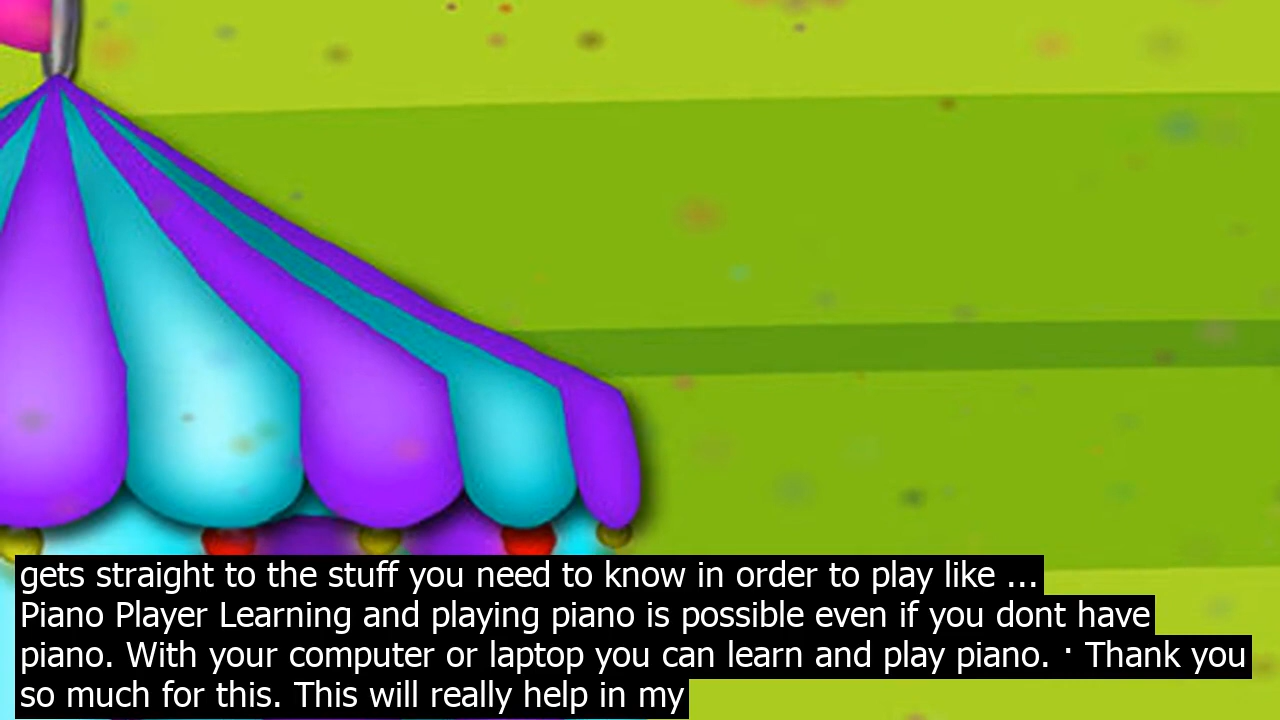 gets straight to the stuff you need to know in order to play like ...
Piano Player Learning and playing piano is possible even if you dont have
piano. With your computer or laptop you can learn and play piano. · Thank you
so much for this. This will really help in my